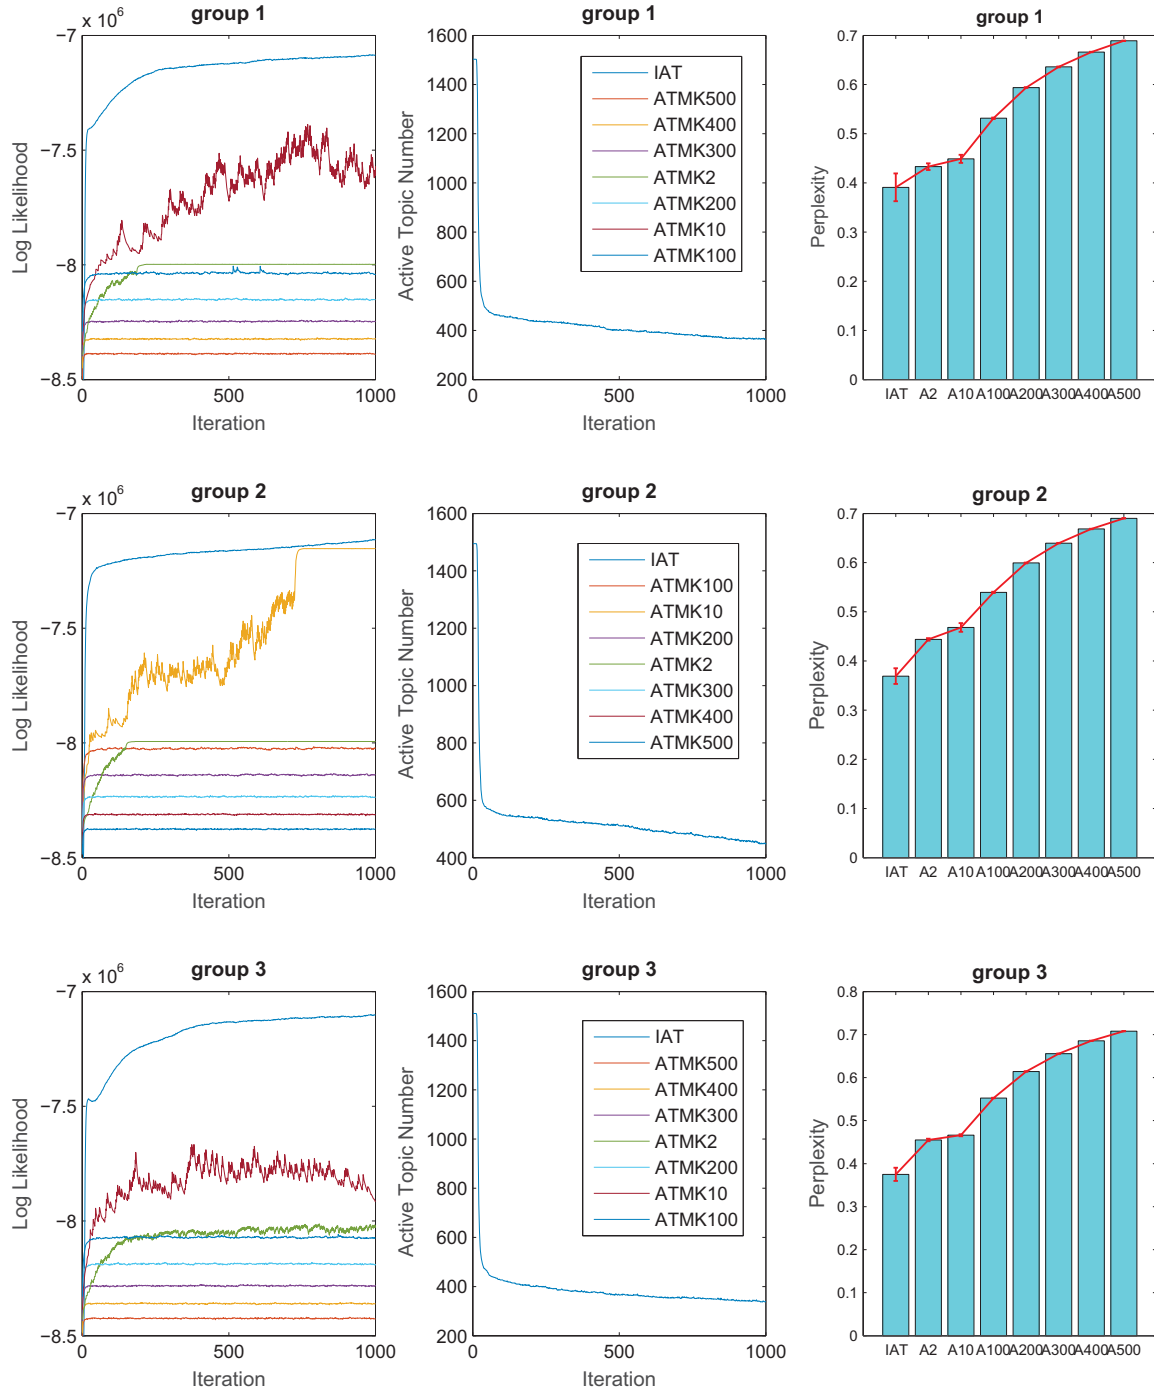 group 1
x 10^6
−7
−7.5
−8
−8.5
Log Likelihood
0
500
1000
Iteration
group 1
1600
1400
1200
1000
800
600
400
200
Active Topic Number
IAT
ATMK500
ATMK400
ATMK300
ATMK2
ATMK200
ATMK10
ATMK100
0
500
1000
Iteration
group 1
0.7
0.6
0.5
0.4
0.3
0.2
0.1
0
Perplexity
IAT A2 A10 A100 A200 A300 A400 A500
group 2
x 10^6
−7
−7.5
−8
−8.5
Log Likelihood
0
500
1000
Iteration
group 2
1600
1400
1200
1000
800
600
400
Active Topic Number
IAT
ATMK100
ATMK10
ATMK200
ATMK2
ATMK300
ATMK400
ATMK500
0
500
1000
Iteration
group 2
0.7
0.6
0.5
0.4
0.3
0.2
0.1
0
Perplexity
IAT A2 A10 A100 A200 A300 A400 A500
group 3
x 10^6
−7
−7.5
−8
−8.5
Log Likelihood
0
500
1000
Iteration
group 3
1600
1400
1200
1000
800
600
400
200
Active Topic Number
IAT
ATMK500
ATMK400
ATMK300
ATMK2
ATMK200
ATMK10
ATMK100
0
500
1000
Iteration
group 3
0.8
0.7
0.6
0.5
0.4
0.3
0.2
0.1
0
Perplexity
IAT A2 A10 A100 A200 A300 A400 A500